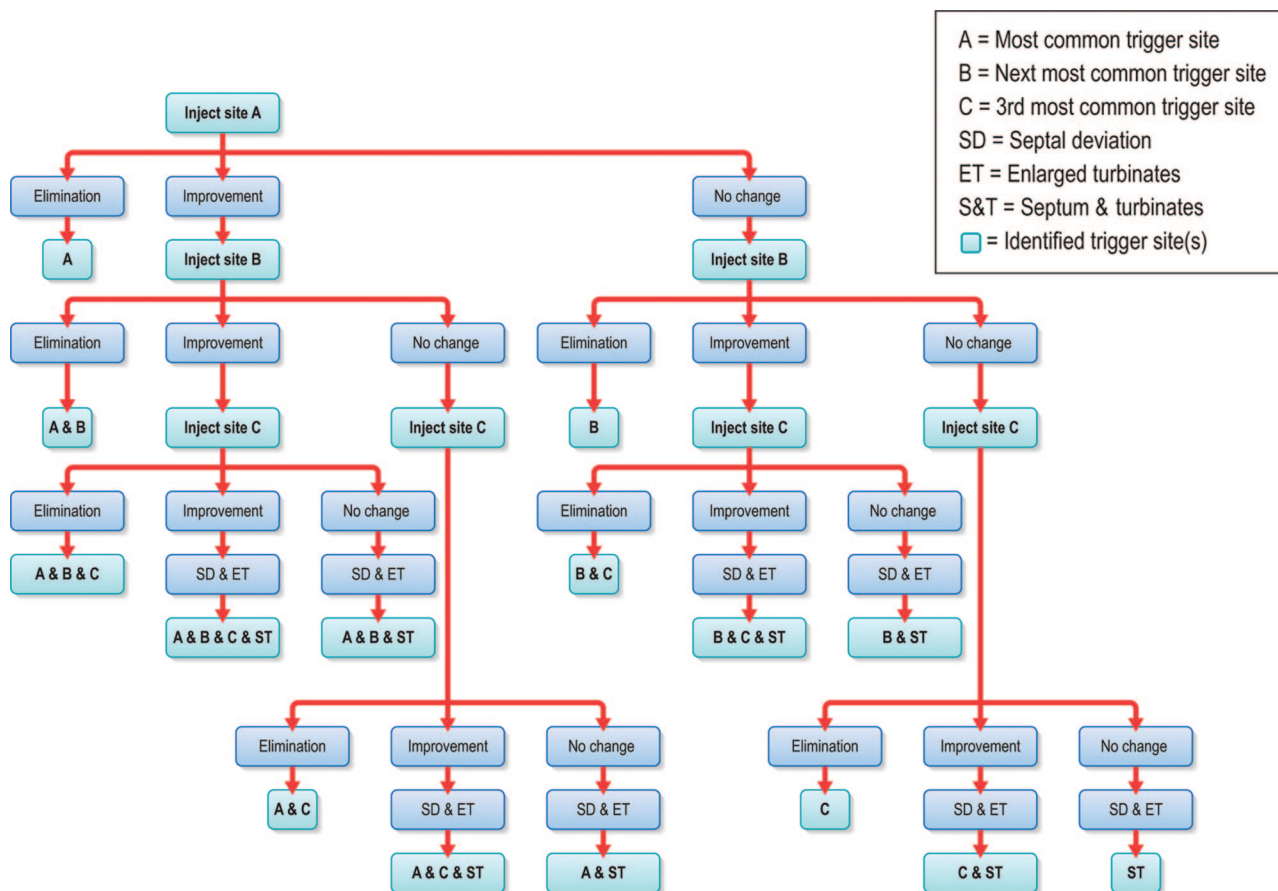 A = Most common trigger site
B = Next most common trigger site
C = 3rd most common trigger site
SD = Septal deviation
ET = Enlarged turbinates
S&T = Septum & turbinates
= Identified trigger site(s)
Inject site A
Elimination
Improvement
No change
A
Inject site B
Inject site B
Elimination
Improvement
No change
Elimination
Improvement
No change
A & B
Inject site C
Inject site C
B
Inject site C
Inject site C
Elimination
Improvement
No change
Elimination
Improvement
No change
A & B & C
SD & ET
SD & ET
B & C
SD & ET
SD & ET
A & B & C & ST
A & B & ST
B & C & ST
B & ST
Elimination
Improvement
No change
Elimination
Improvement
No change
A & C
SD & ET
SD & ET
C
SD & ET
SD & ET
A & C & ST
A & ST
C & ST
ST